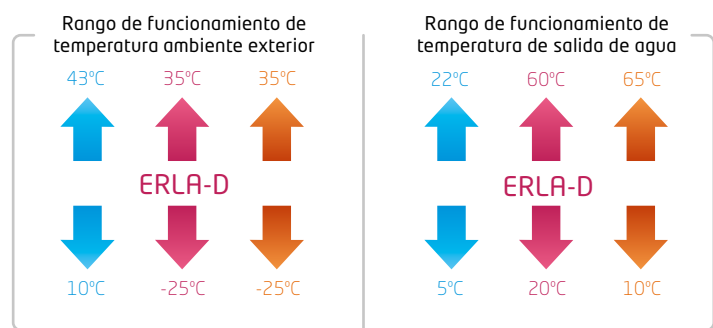 Rango de funcionamiento de
temperatura ambiente exterior
43ºC 35ºC 35ºC
ERLA-D
10ºC -25ºC -25ºC
Rango de funcionamiento de
temperatura de salida de agua
22ºC 60ºC 65ºC
ERLA-D
5ºC 20ºC 10ºC